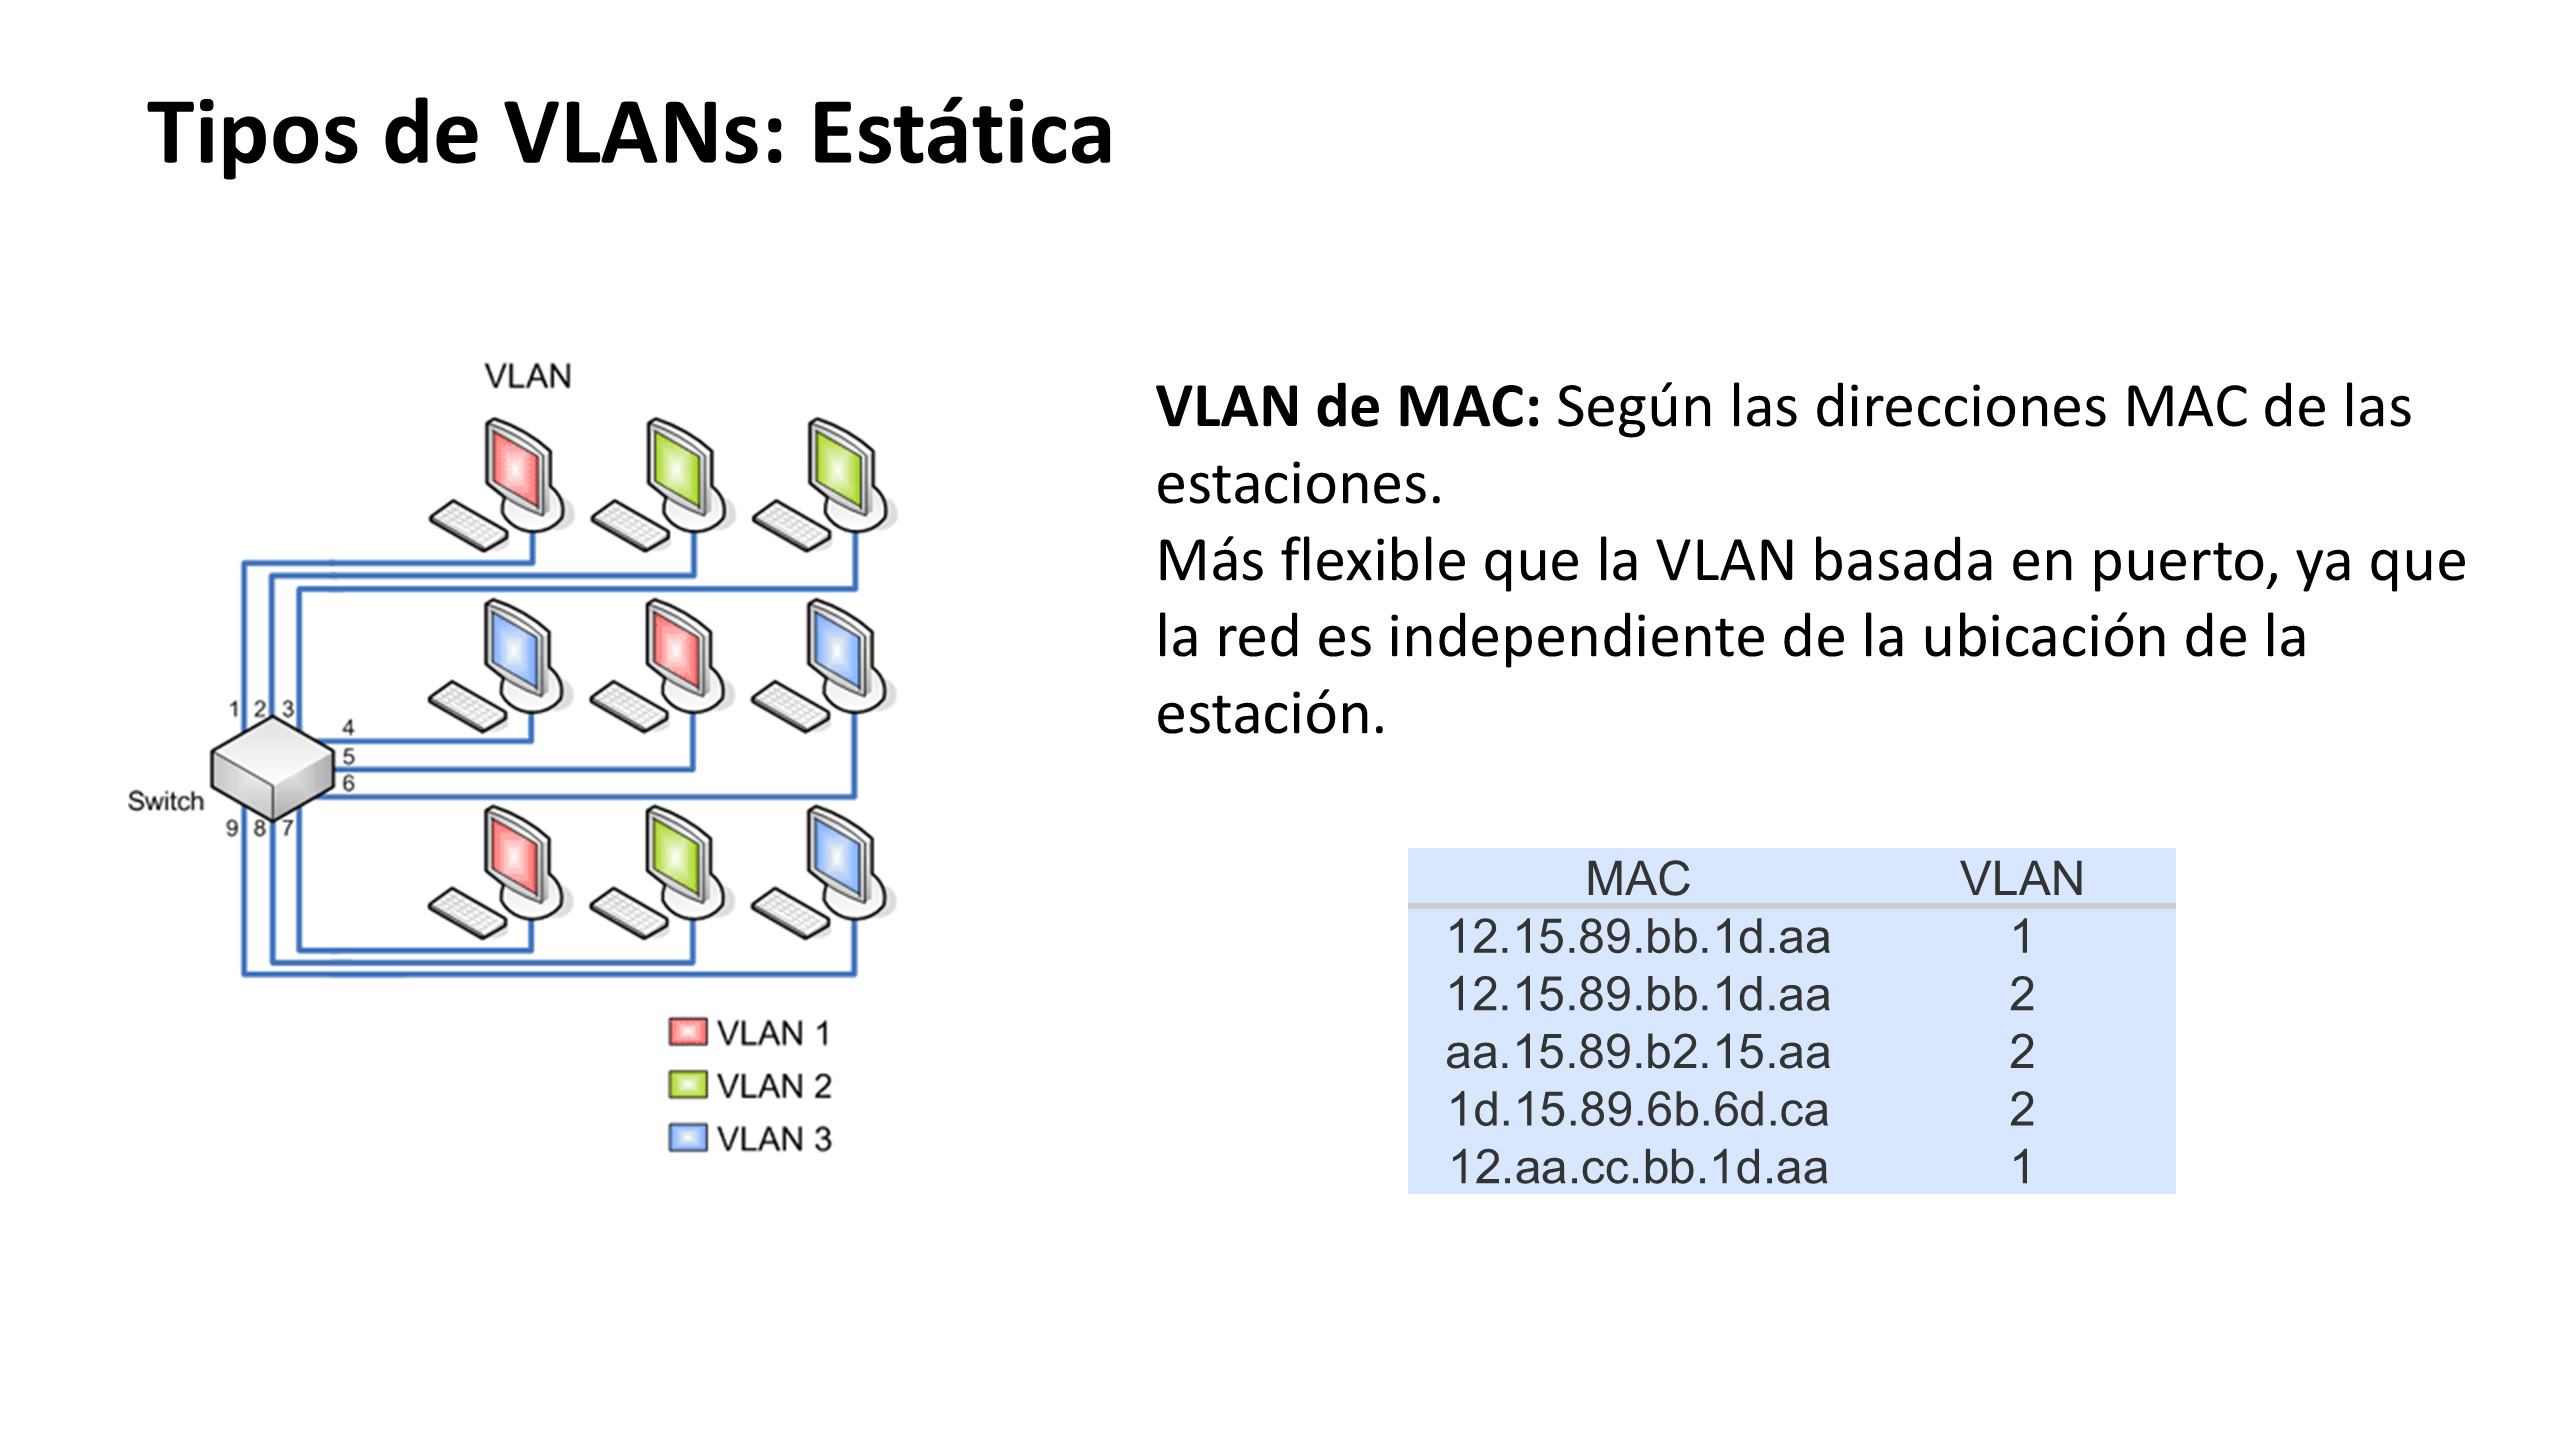 Tipos de VLANs: Estática
VLAN
1 2 3
4
5
6
Switch
9 8 7
VLAN 1
VLAN 2
VLAN 3
VLAN de MAC: Según las direcciones MAC de las
estaciones.
Más flexible que la VLAN basada en puerto, ya que
la red es independiente de la ubicación de la
estación.
MAC VLAN
12.15.89.bb.1d.aa 1
12.15.89.bb.1d.aa 2
aa.15.89.b2.15.aa 2
1d.15.89.6b.6d.ca 2
12.aa.cc.bb.1d.aa 1